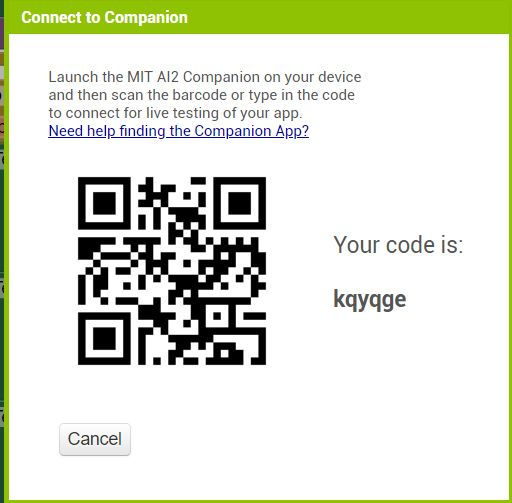 Connect to Companion
Launch the MIT AI2 Companion on your device
and then scan the barcode or type in the code
to connect for live testing of your app.
Need help finding the Companion App?
Your code is:
kqyqge
Cancel